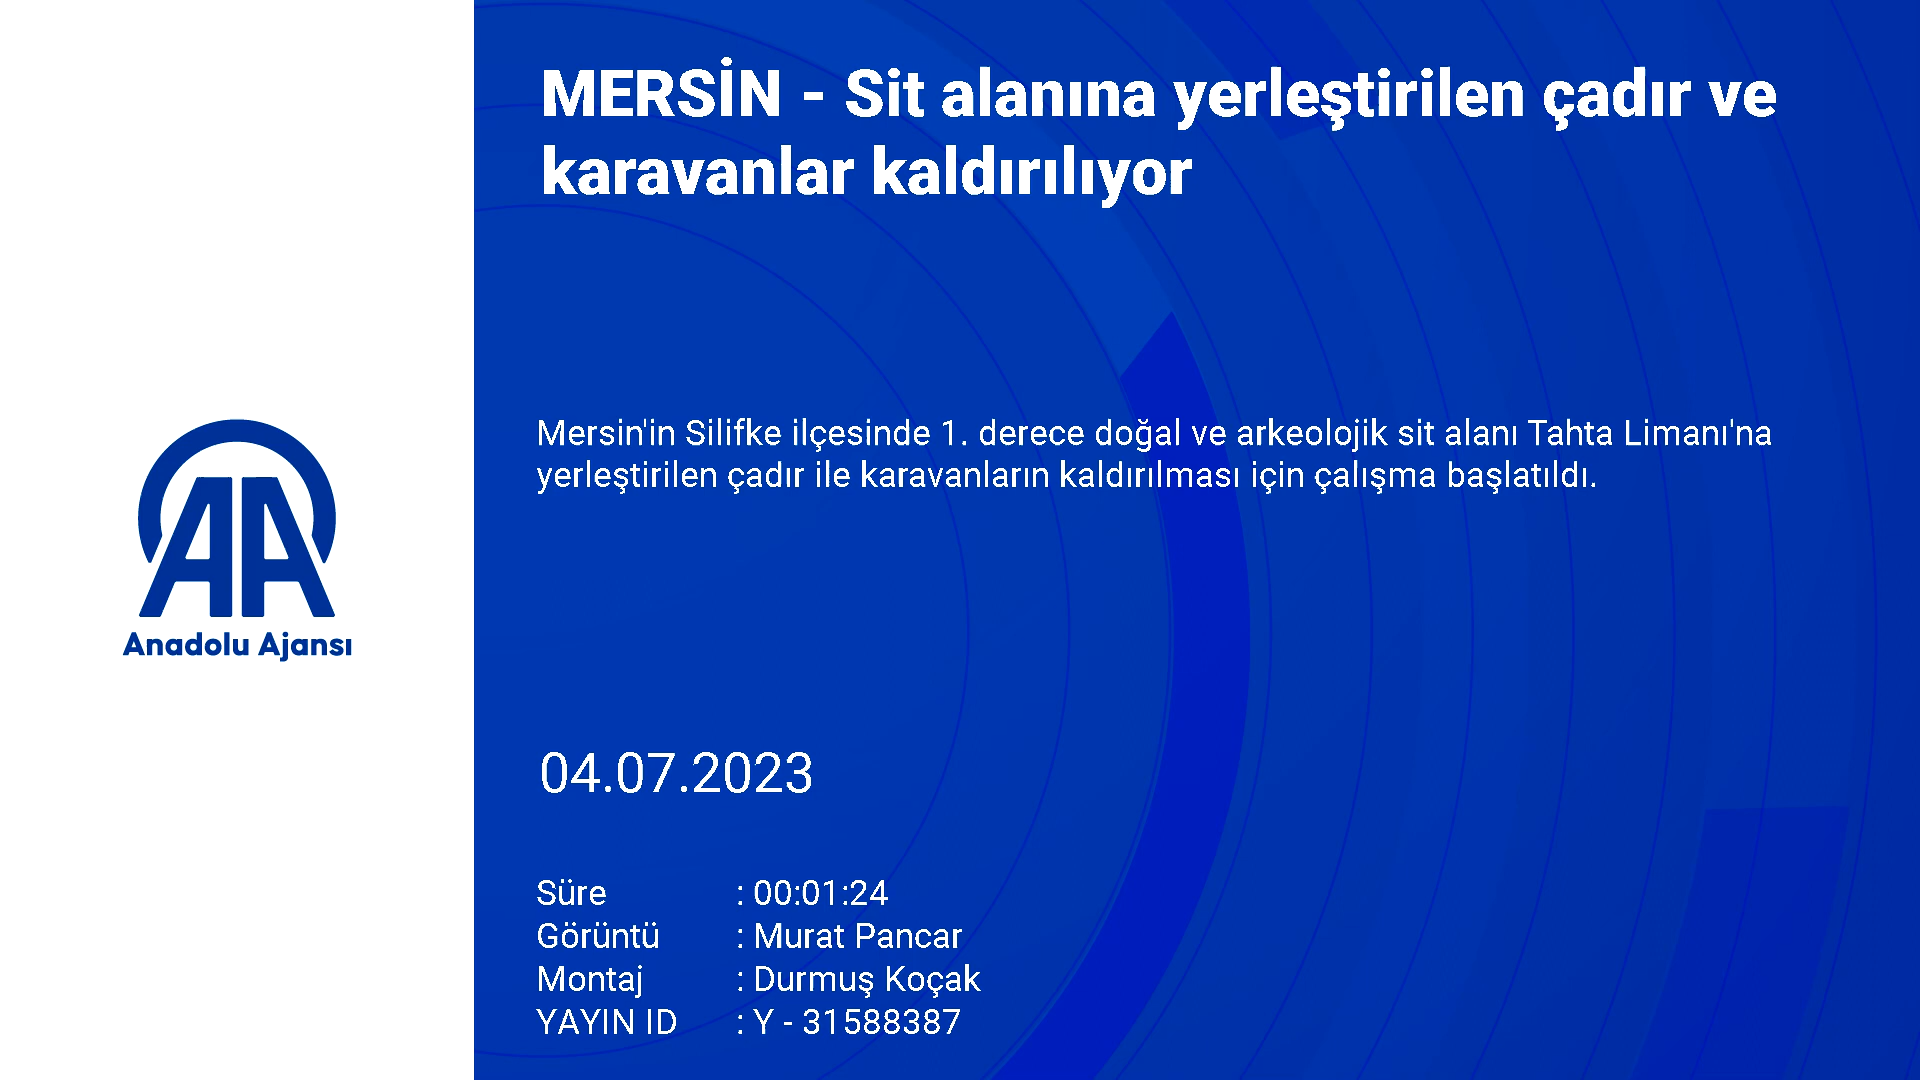 MERSİN - Sit alanına yerleştirilen çadır ve
karavanlar kaldırılıyor
Mersin'in Silifke ilçesinde 1. derece doğal ve arkeolojik sit alanı Tahta Limanı'na
yerleştirilen çadır ile karavanların kaldırılması için çalışma başlatıldı.
AA
Anadolu Ajansı
04.07.2023
Süre : 00:01:24
Görüntü : Murat Pancar
Montaj : Durmuş Koçak
YAYIN ID : Y - 31588387